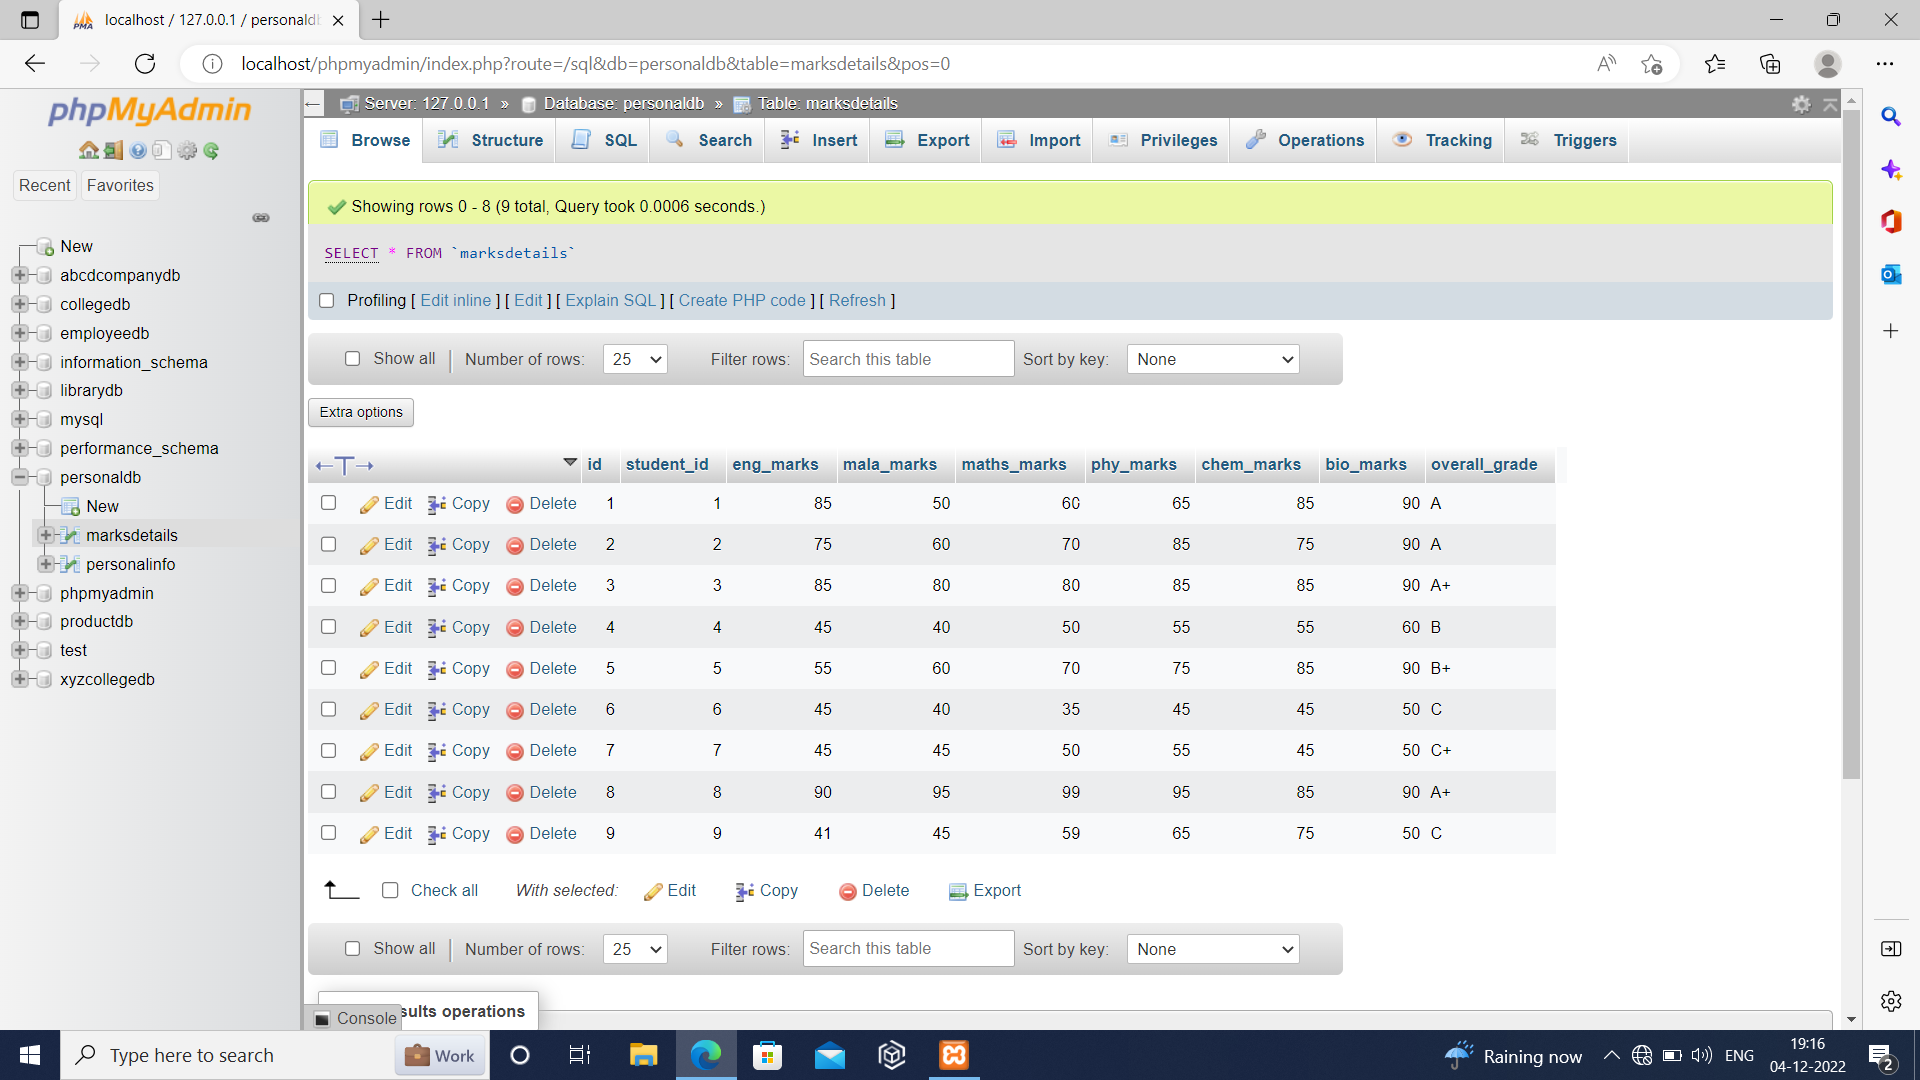 localhost / 127.0.0.1 / personaldb
localhost/phpmyadmin/index.php?route=/sql&db=personaldb&table=marksdetails&pos=0
phpMyAdmin
Recent Favorites
New
abcdcompanydb
collegedb
employeedb
information_schema
librarydb
mysql
performance_schema
personaldb
New
marksdetails
personalinfo
phpmyadmin
productdb
test
xyzcollegedb
Server: 127.0.0.1 » Database: personaldb » Table: marksdetails
Browse Structure SQL Search Insert Export Import Privileges Operations Tracking Triggers
Showing rows 0 - 8 (9 total, Query took 0.0006 seconds.)
SELECT * FROM `marksdetails`
Profiling [ Edit inline ] [ Edit ] [ Explain SQL ] [ Create PHP code ] [ Refresh ]
Show all Number of rows: 25 Filter rows: Search this table Sort by key: None
Extra options
id student_id eng_marks mala_marks maths_marks phy_marks chem_marks bio_marks overall_grade
Edit Copy Delete 1 1 85 50 60 65 85 90 A
Edit Copy Delete 2 2 75 60 70 85 75 90 A
Edit Copy Delete 3 3 85 80 80 85 85 90 A+
Edit Copy Delete 4 4 45 40 50 55 55 60 B
Edit Copy Delete 5 5 55 60 70 75 85 90 B+
Edit Copy Delete 6 6 45 40 35 45 45 50 C
Edit Copy Delete 7 7 45 45 50 55 45 50 C+
Edit Copy Delete 8 8 90 95 99 95 85 90 A+
Edit Copy Delete 9 9 41 45 59 65 75 50 C
Check all With selected: Edit Copy Delete Export
Show all Number of rows: 25 Filter rows: Search this table Sort by key: None
sults operations
Console
Type here to search Work Raining now ENG 19:16
04-12-2022 2